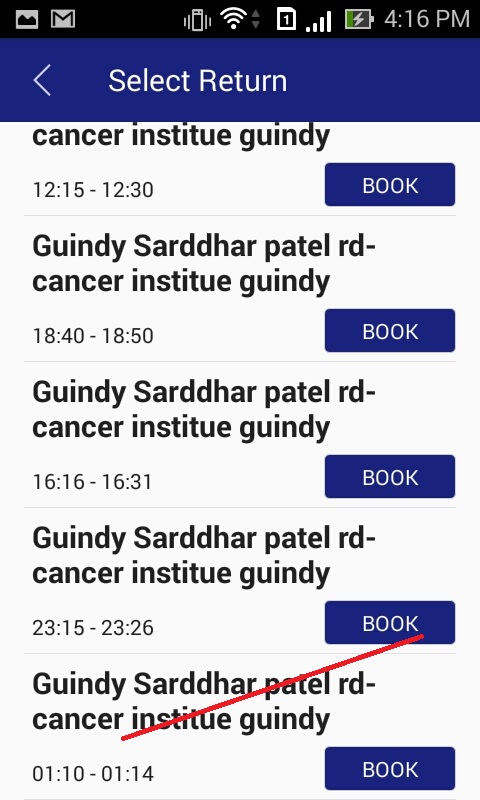 1 4:16 PM
Select Return
cancer institue guindy
12:15 - 12:30 BOOK
Guindy Sarddhar patel rd-
cancer institue guindy
18:40 - 18:50 BOOK
Guindy Sarddhar patel rd-
cancer institue guindy
16:16 - 16:31 BOOK
Guindy Sarddhar patel rd-
cancer institue guindy
23:15 - 23:26 BOOK
Guindy Sarddhar patel rd-
cancer institue guindy
01:10 - 01:14 BOOK